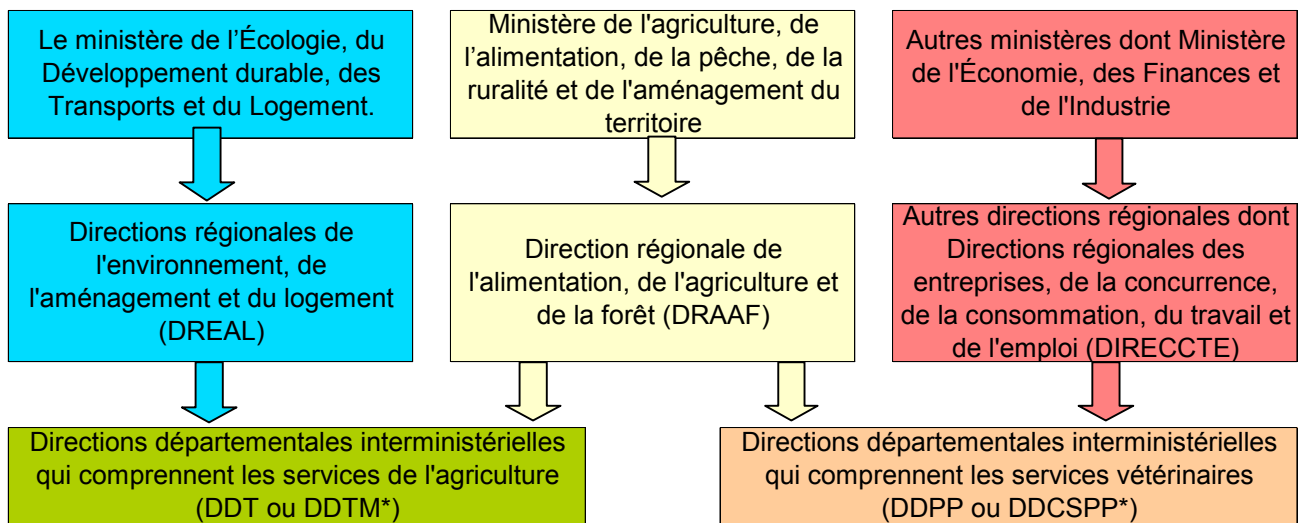 Le ministère de l’Écologie, du
Développement durable, des
Transports et du Logement.
Ministère de l'agriculture, de
l’alimentation, de la pêche, de la
ruralité et de l'aménagement du
territoire
Autres ministères dont Ministère
de l'Économie, des Finances et
de l'Industrie
Directions régionales de
l'environnement, de
l'aménagement et du logement
(DREAL)
Direction régionale de
l'alimentation, de l'agriculture et
de la forêt (DRAAF)
Autres directions régionales dont
Directions régionales des
entreprises, de la concurrence,
de la consommation, du travail et
de l'emploi (DIRECCTE)
Directions départementales interministérielles
qui comprennent les services de l'agriculture
(DDT ou DDTM*)
Directions départementales interministérielles
qui comprennent les services vétérinaires
(DDPP ou DDCSPP*)